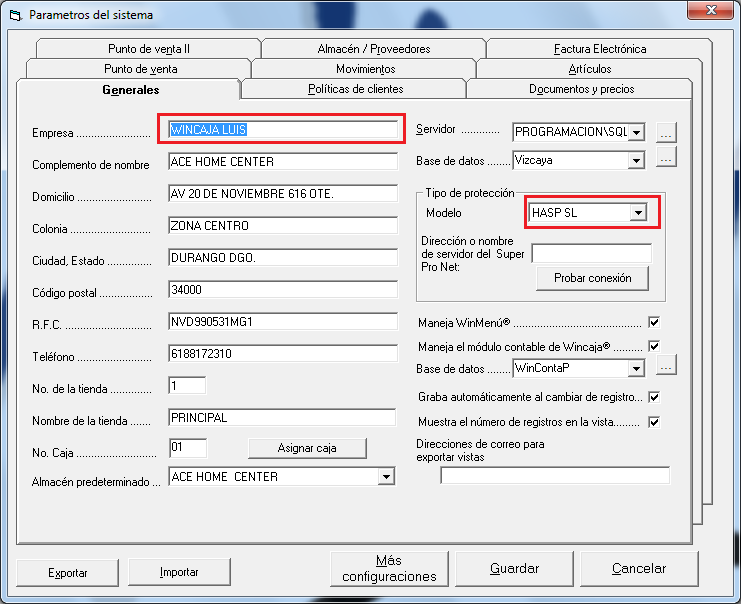 Parametros del sistema
Punto de venta II
Almacén / Proveedores
Factura Electrónica
Punto de venta
Movimientos
Artículos
Generales
Políticas de clientes
Documentos y precios
Empresa ....................
WINCAJA LUIS
Complemento de nombre
ACE HOME CENTER
Domicilio ....................
AV 20 DE NOVIEMBRE 616 OTE.
Colonia ......................
ZONA CENTRO
Ciudad, Estado ............
DURANGO DGO.
Código postal ..............
34000
R.F.C. ........................
NVD990531MG1
Teléfono .....................
6188172310
No. de la tienda ............
1
Nombre de la tienda ......
PRINCIPAL
No. Caja .....................
01
Asignar caja
Almacén predeterminado ...
ACE HOME  CENTER
Servidor ............
PROGRAMACION\SQL
...
Base de datos .......
Vizcaya
...
Tipo de protección
Modelo
HASP SL
Dirección o nombre
de servidor del Super
Pro Net:
Probar conexión
Maneja WinMenú® ........................................
Maneja el módulo contable de Wincaja® ..........
Base de datos .......
WinContaP
...
Graba automáticamente al cambiar de registro...
Muestra el número de registros en la vista.........
Direcciones de correo para
exportar vistas
Exportar
Importar
Más
configuraciones
Guardar
Cancelar